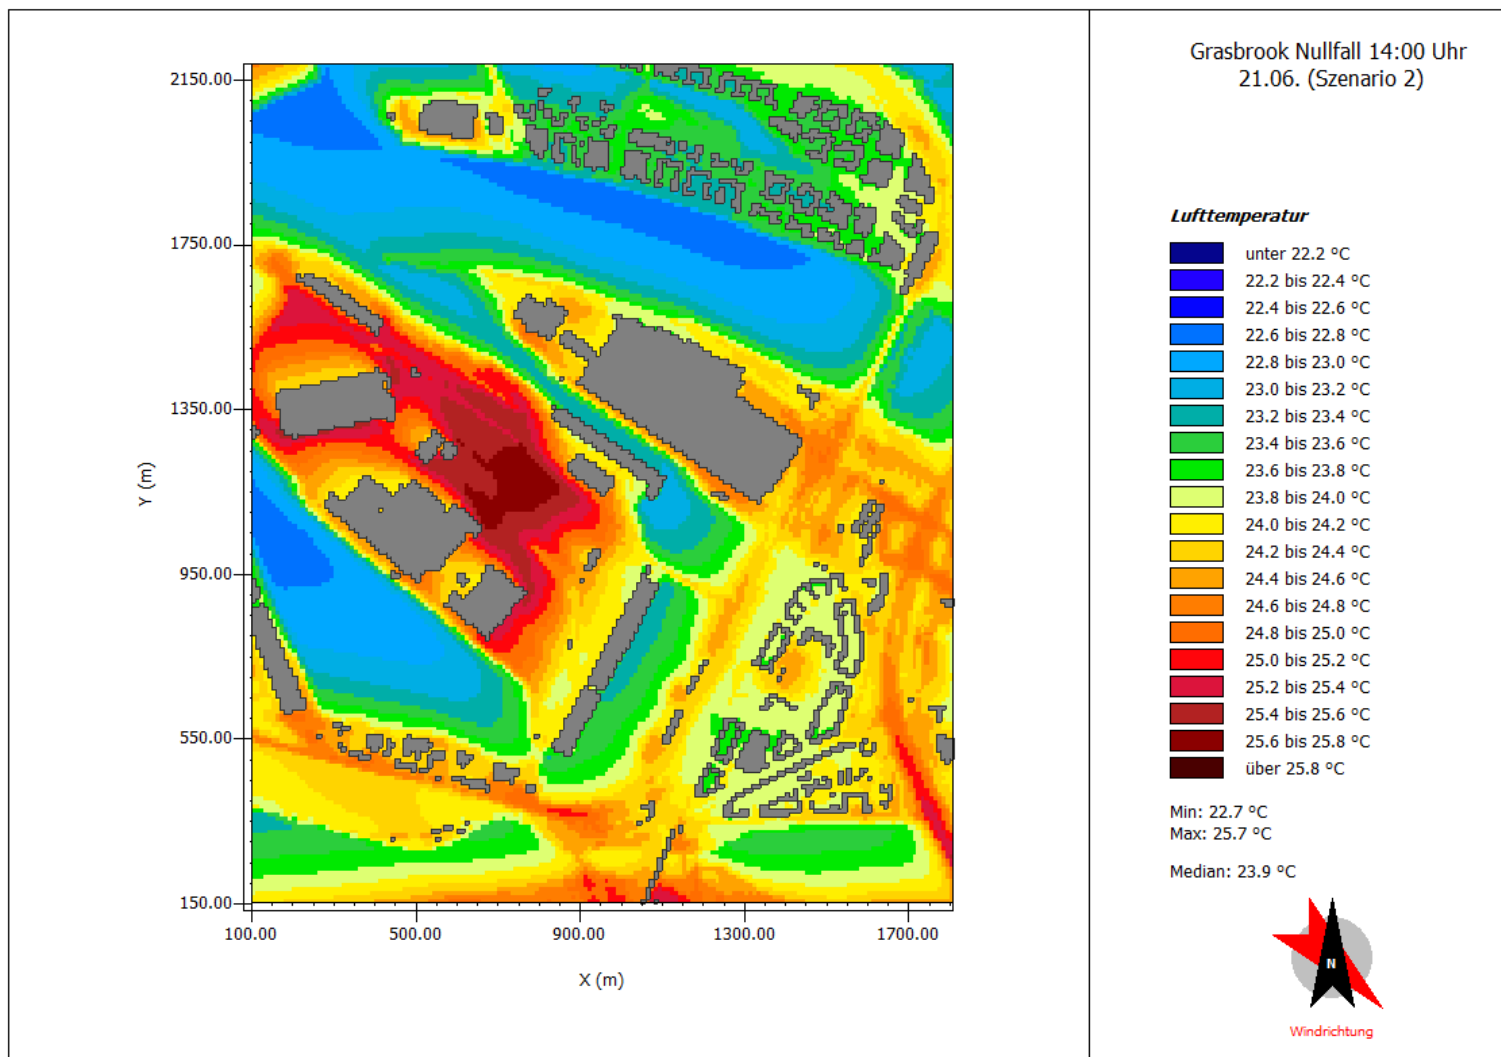 Grasbrook Nullfall 14:00 Uhr
21.06. (Szenario 2)
Lufttemperatur
unter 22.2 °C
22.2 bis 22.4 °C
22.4 bis 22.6 °C
22.6 bis 22.8 °C
22.8 bis 23.0 °C
23.0 bis 23.2 °C
23.2 bis 23.4 °C
23.4 bis 23.6 °C
23.6 bis 23.8 °C
23.8 bis 24.0 °C
24.0 bis 24.2 °C
24.2 bis 24.4 °C
24.4 bis 24.6 °C
24.6 bis 24.8 °C
24.8 bis 25.0 °C
25.0 bis 25.2 °C
25.2 bis 25.4 °C
25.4 bis 25.6 °C
25.6 bis 25.8 °C
über 25.8 °C
Min: 22.7 °C
Max: 25.7 °C
Median: 23.9 °C
N
Windrichtung
2150.00
1750.00
1350.00
950.00
550.00
150.00
Y (m)
100.00 500.00 900.00 1300.00 1700.00
X (m)